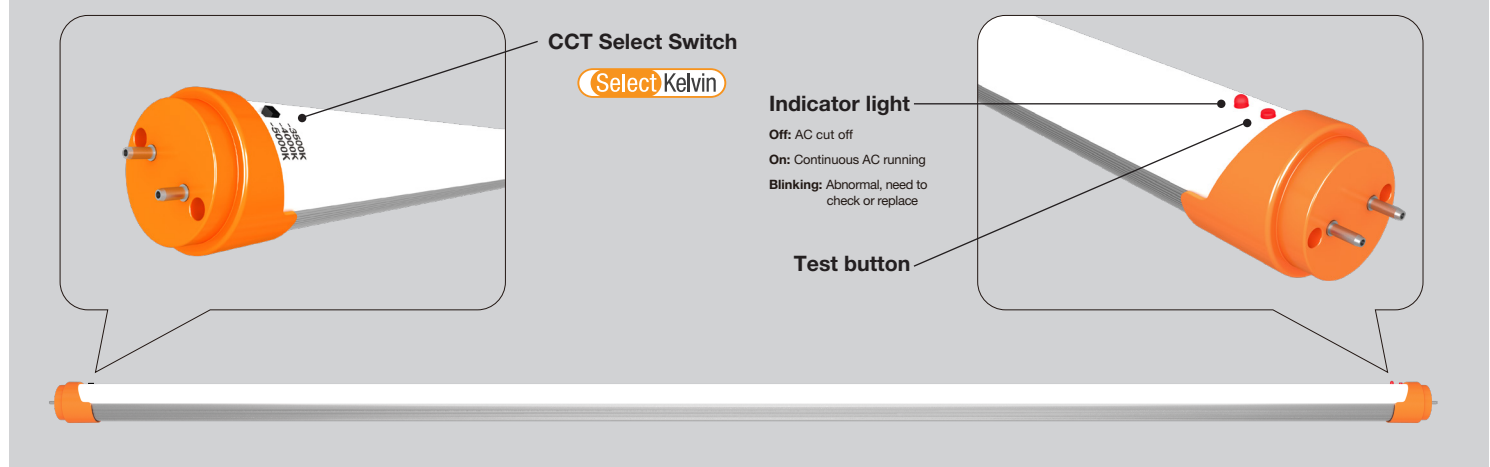 CCT Select Switch
Select Kelvin
-3500K
-4000K
-5000K
Indicator light
Off: AC cut off
On: Continuous AC running
Blinking: Abnormal, need to
check or replace
Test button